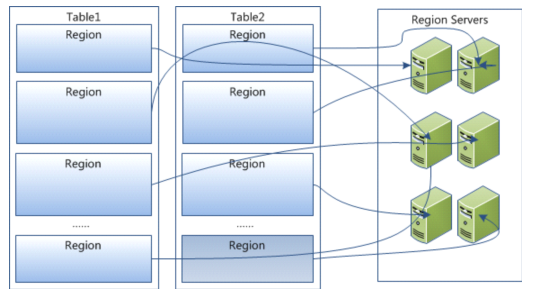 Table1
Region
Region
Region
......
Region
Table2
Region
Region
Region
......
Region
Region Servers